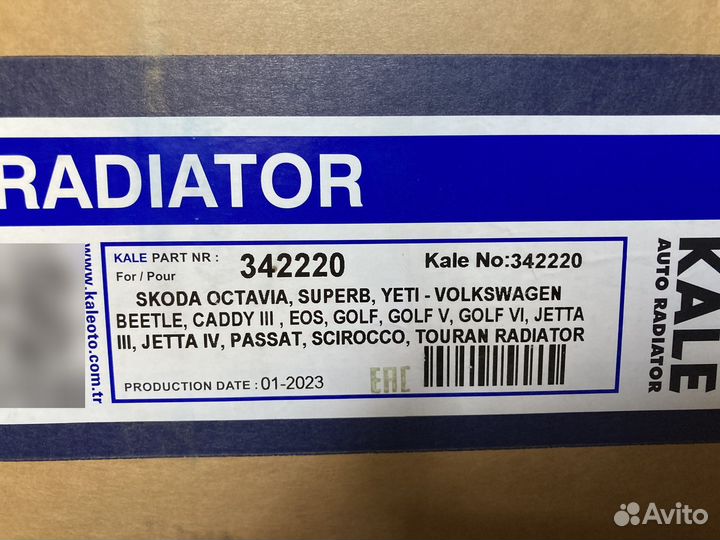 RADIATOR
www.kaleoto.com.tr
KALE PART NR : 342220 Kale No:342220
For / Pour
SKODA OCTAVIA, SUPERB, YETI - VOLKSWAGEN
BEETLE, CADDY III , EOS, GOLF, GOLF V, GOLF VI, JETTA
III, JETTA IV, PASSAT, SCIROCCO, TOURAN RADIATOR
PRODUCTION DATE : 01-2023 EAC
KALE
AUTO RADIATOR
Avito